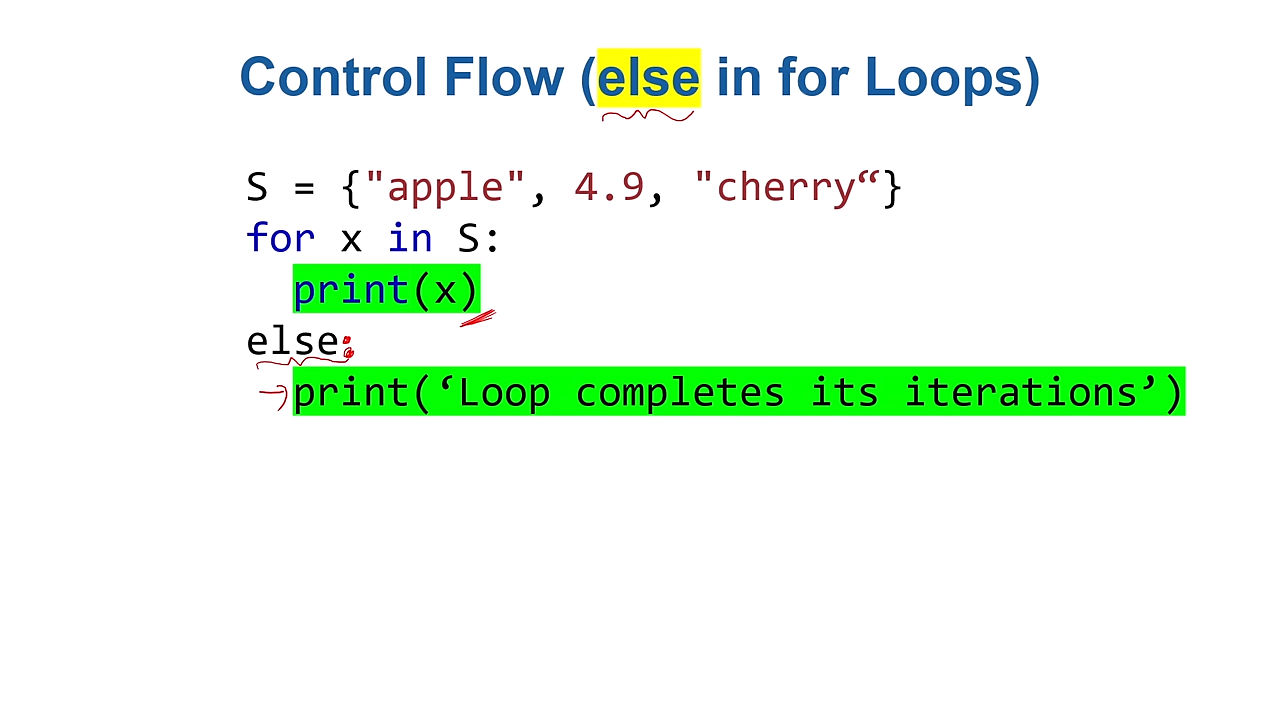 Control Flow (else in for Loops)
S = {"apple", 4.9, "cherry“}
for x in S:
  print(x)
else:
  print(‘Loop completes its iterations’)